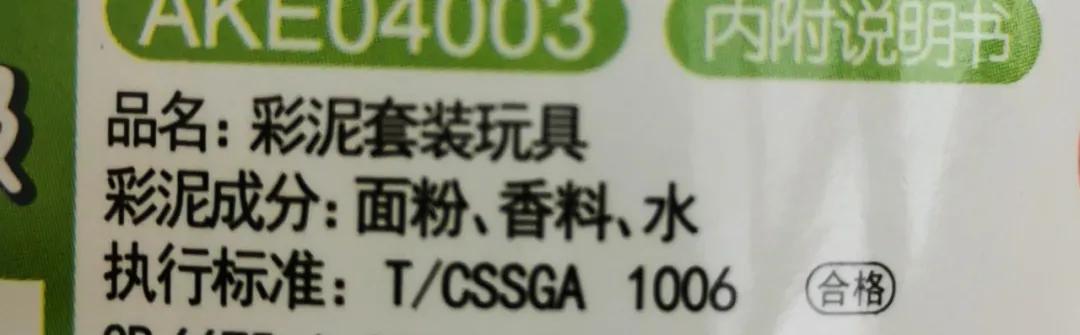 AKE04003 内附说明书
品名：彩泥套装玩具
彩泥成分：面粉、香料、水
执行标准：T/CSSGA 1006 合格